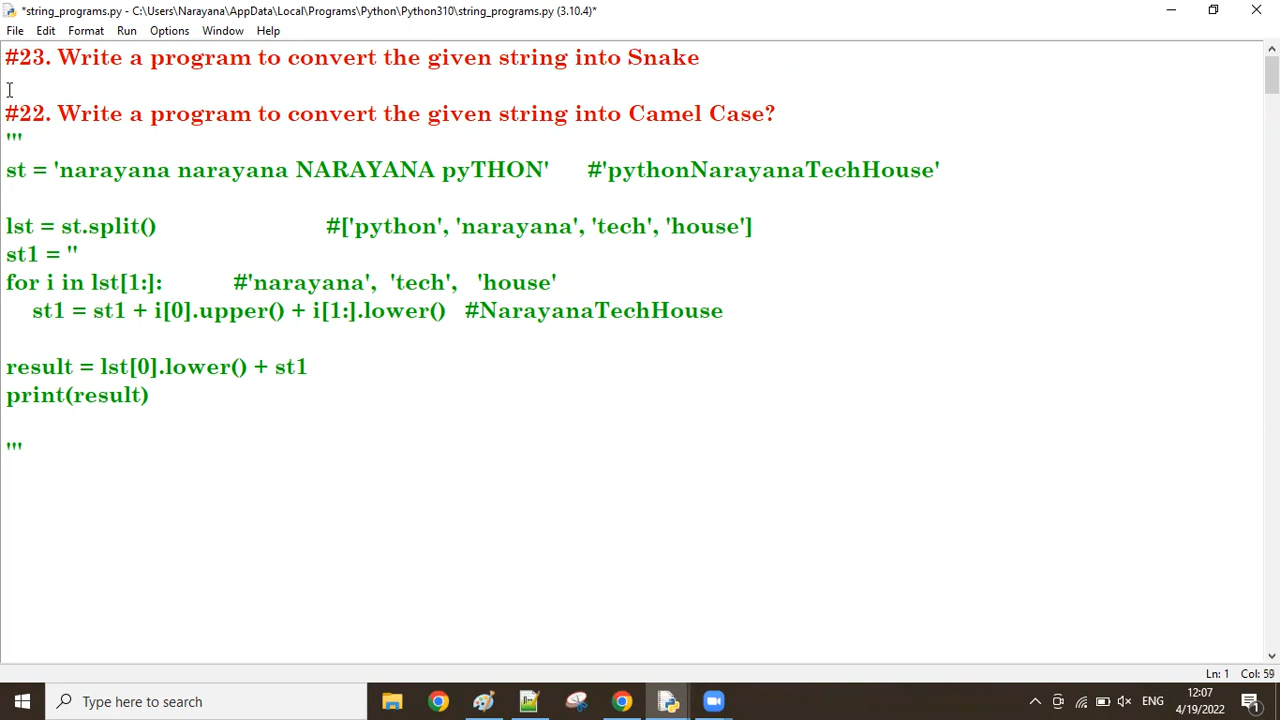 *string_programs.py - C:\Users\Narayana\AppData\Local\Programs\Python\Python310\string_programs.py (3.10.4)*
File Edit Format Run Options Window Help
#23. Write a program to convert the given string into Snake
#22. Write a program to convert the given string into Camel Case?
'''
st = 'narayana narayana NARAYANA pyTHON' #'pythonNarayanaTechHouse'
lst = st.split() #['python', 'narayana', 'tech', 'house']
st1 = ''
for i in lst[1:]: #'narayana', 'tech', 'house'
st1 = st1 + i[0].upper() + i[1:].lower() #NarayanaTechHouse
result = lst[0].lower() + st1
print(result)
'''
Ln: 1 Col: 59
Type here to search
ENG
12:07
4/19/2022
1